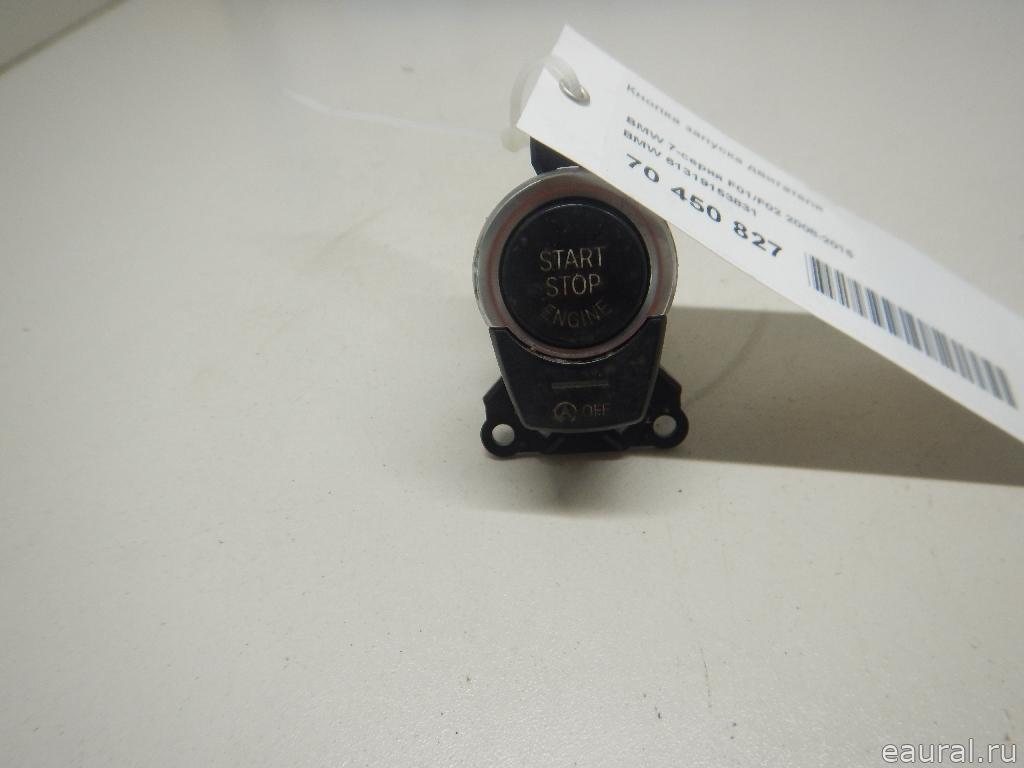 Кнопка запуска двигателя
BMW 7-серия F01/F02 2008-2015
BMW 61319153831
70 450 827
START
STOP
ENGINE
A OFF
eaural.ru